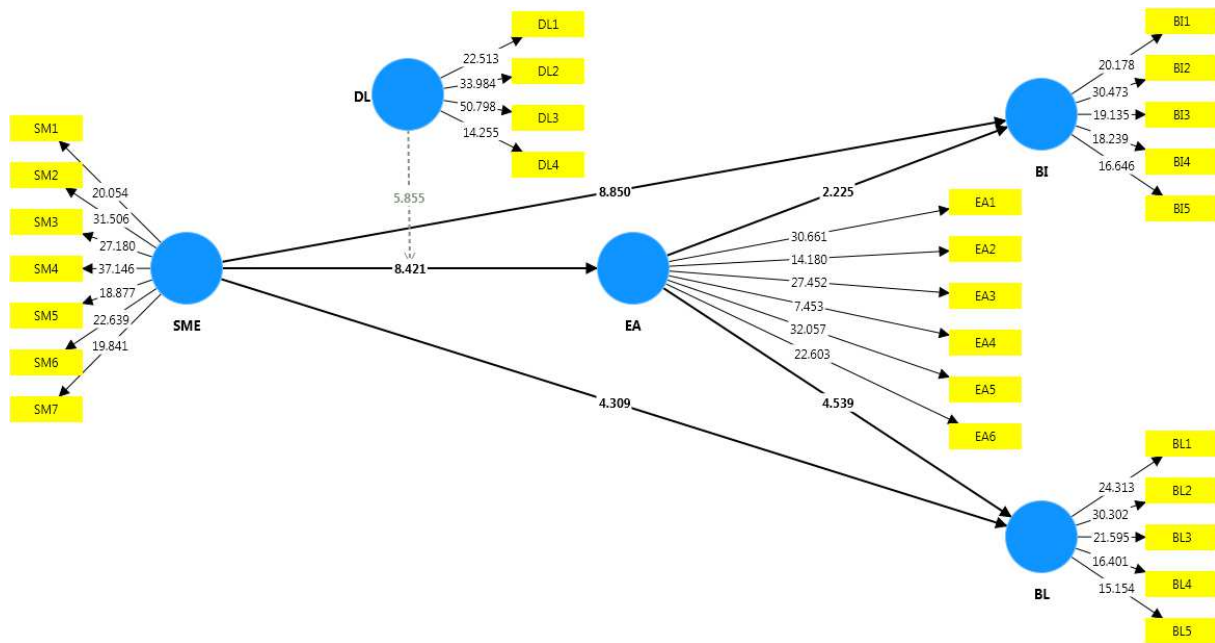 SM1
SM2
SM3
SM4
SM5
SM6
SM7
20.054
31.506
27.180
37.146
18.877
22.639
19.841
SME
DL
DL1
DL2
DL3
DL4
22.513
33.984
50.798
14.255
5.855
8.850
8.421
4.309
2.225
4.539
EA
EA1
EA2
EA3
EA4
EA5
EA6
30.661
14.180
27.452
7.453
32.057
22.603
BI
BI1
BI2
BI3
BI4
BI5
20.178
30.473
19.135
18.239
16.646
BL
BL1
BL2
BL3
BL4
BL5
24.313
30.302
21.595
16.401
15.154